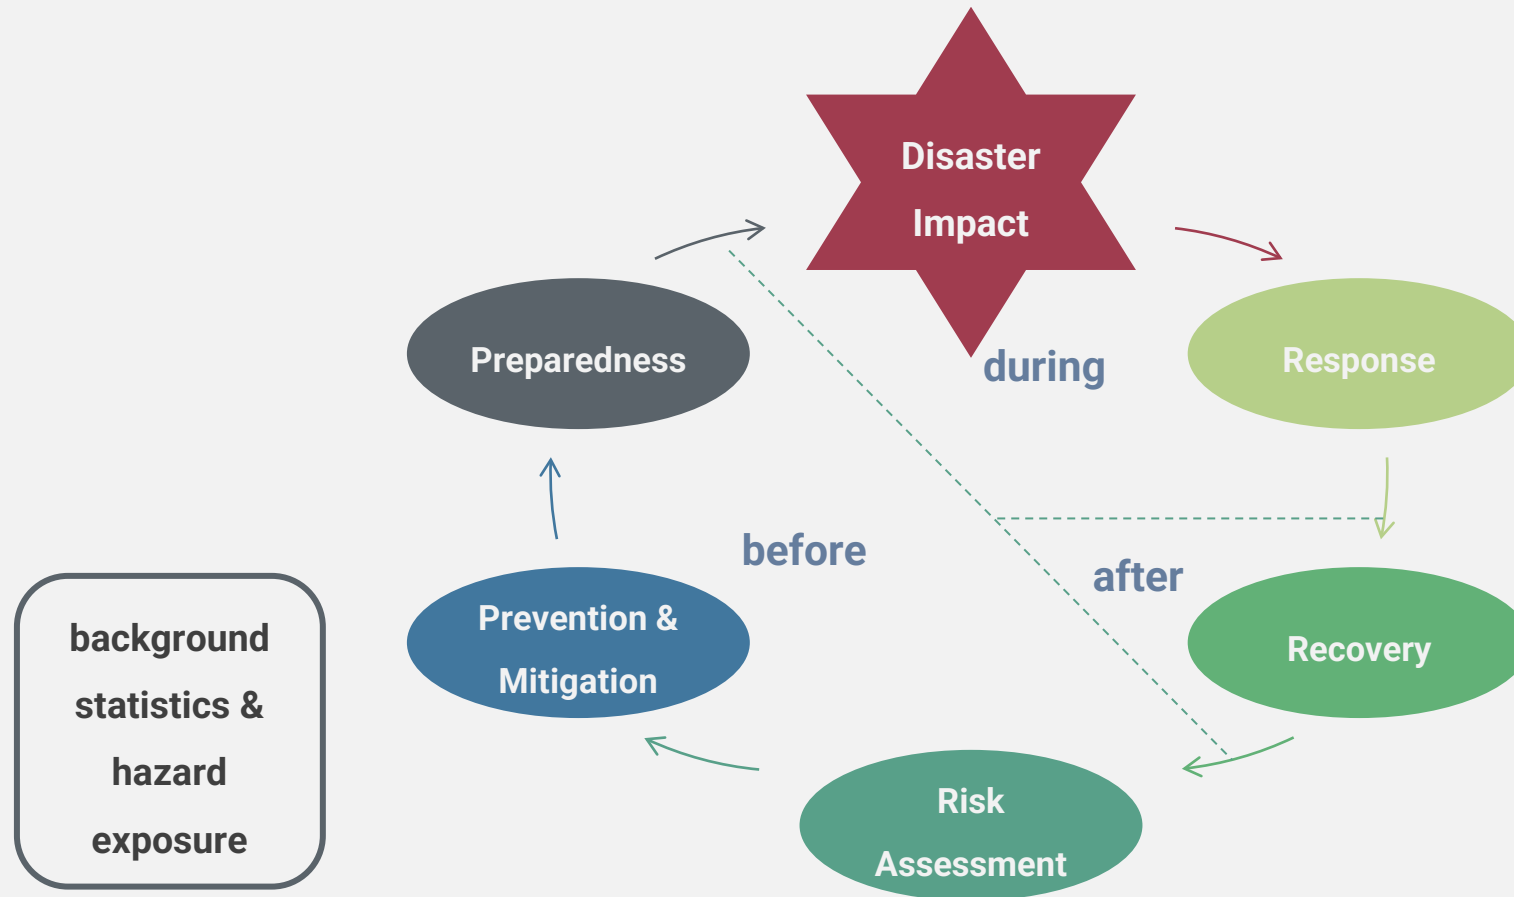 Disaster
Impact
Preparedness
Response
during
before
after
Prevention &
Mitigation
Recovery
background
statistics &
hazard
exposure
Risk
Assessment